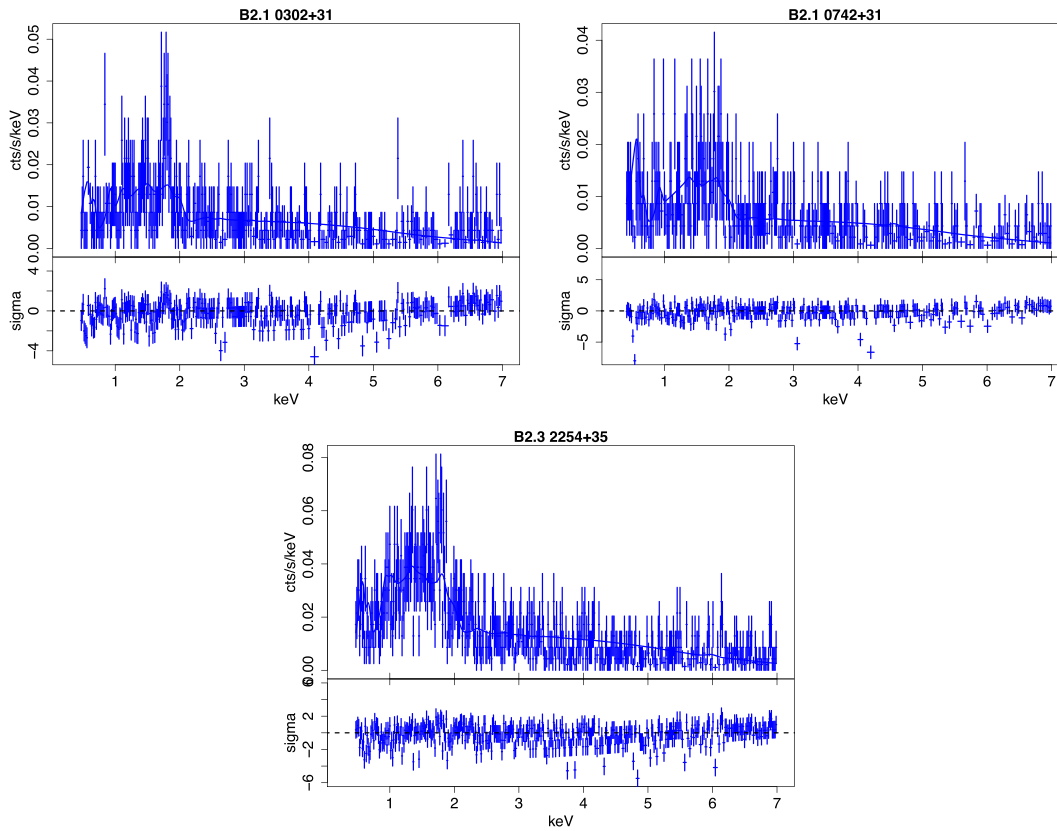 B2.1 0302+31
cts/s/keV
0.00 0.01 0.02 0.03 0.04 0.05
sigma
−4 0 4
1 2 3 4 5 6 7
keV
B2.1 0742+31
cts/s/keV
0.00 0.01 0.02 0.03 0.04
sigma
−5 0 5
1 2 3 4 5 6 7
keV
B2.3 2254+35
cts/s/keV
0.00 0.02 0.04 0.06 0.08
sigma
−6 −2 2 6
1 2 3 4 5 6 7
keV